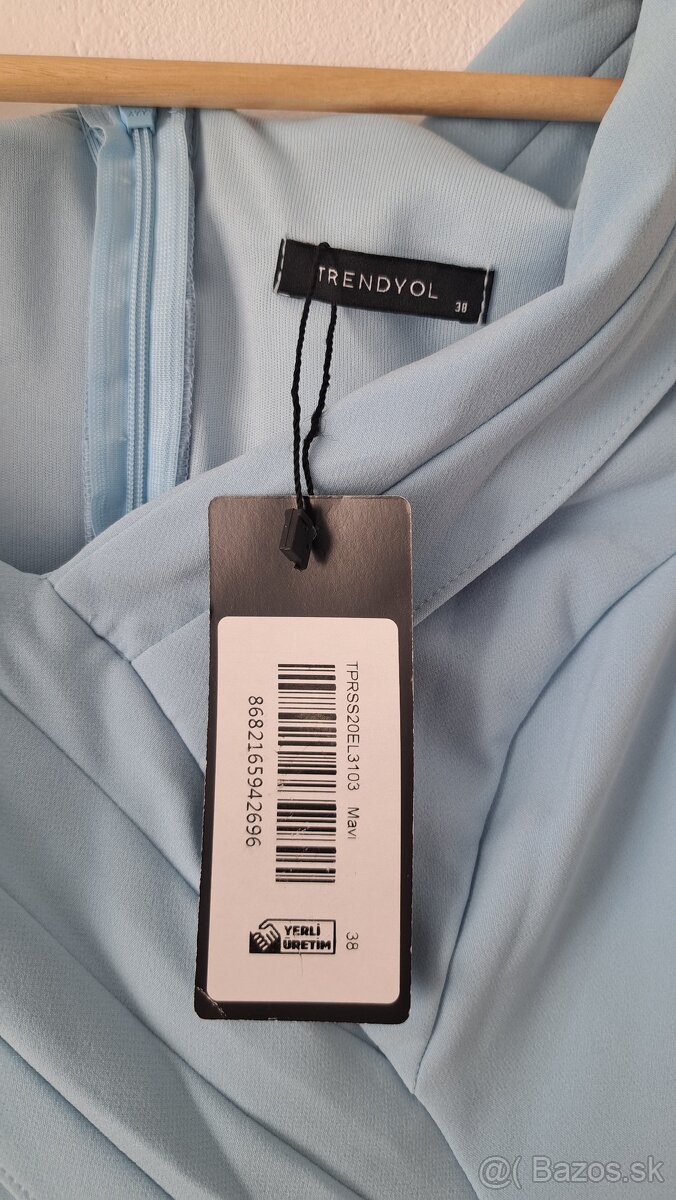 TRENDYOL
38
TPRSS20EL3103 Mavi
8682165942696
YERLİ
ÜRETİM
38
@( Bazos.sk